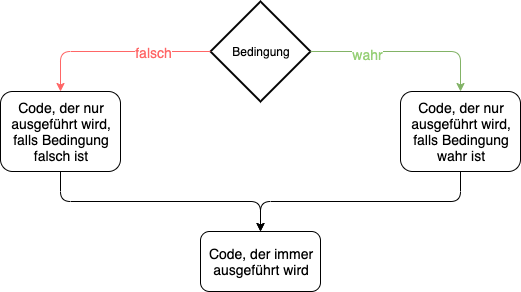 Bedingung
falsch
wahr
Code, der nur
ausgeführt wird,
falls Bedingung
falsch ist
Code, der nur
ausgeführt wird,
falls Bedingung
wahr ist
Code, der immer
ausgeführt wird